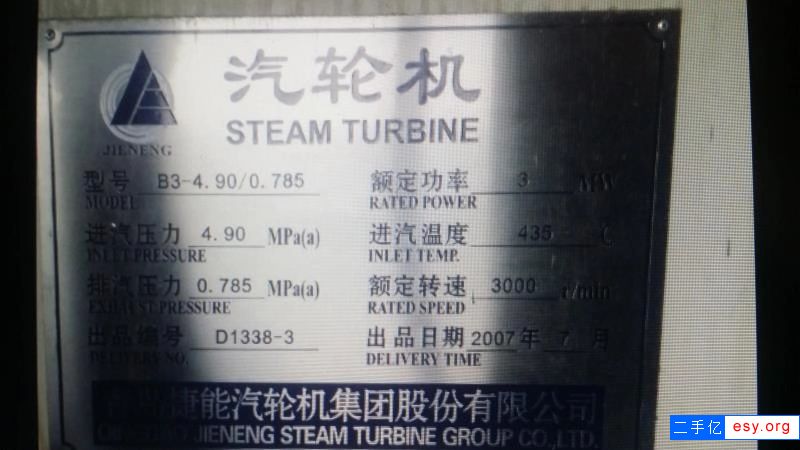 汽轮机
STEAM TURBINE
JIENENG
型号 B3-4.90/0.785 额定功率 3 MW
MODEL RATED POWER
进汽压力 4.90 MPa(a) 进汽温度 435 C
INLET PRESSURE INLET TEMP.
排汽压力 0.785 MPa(a) 额定转速 3000 r/min
EXHAUST PRESSURE RATED SPEED
出品编号 D1338-3 出品日期 2007年 7 月
DELIVERY NO. DELIVERY TIME
捷能汽轮机集团股份有限公司
JIENENG STEAM TURBINE GROUP CO.,LTD.
二手亿 esy.org